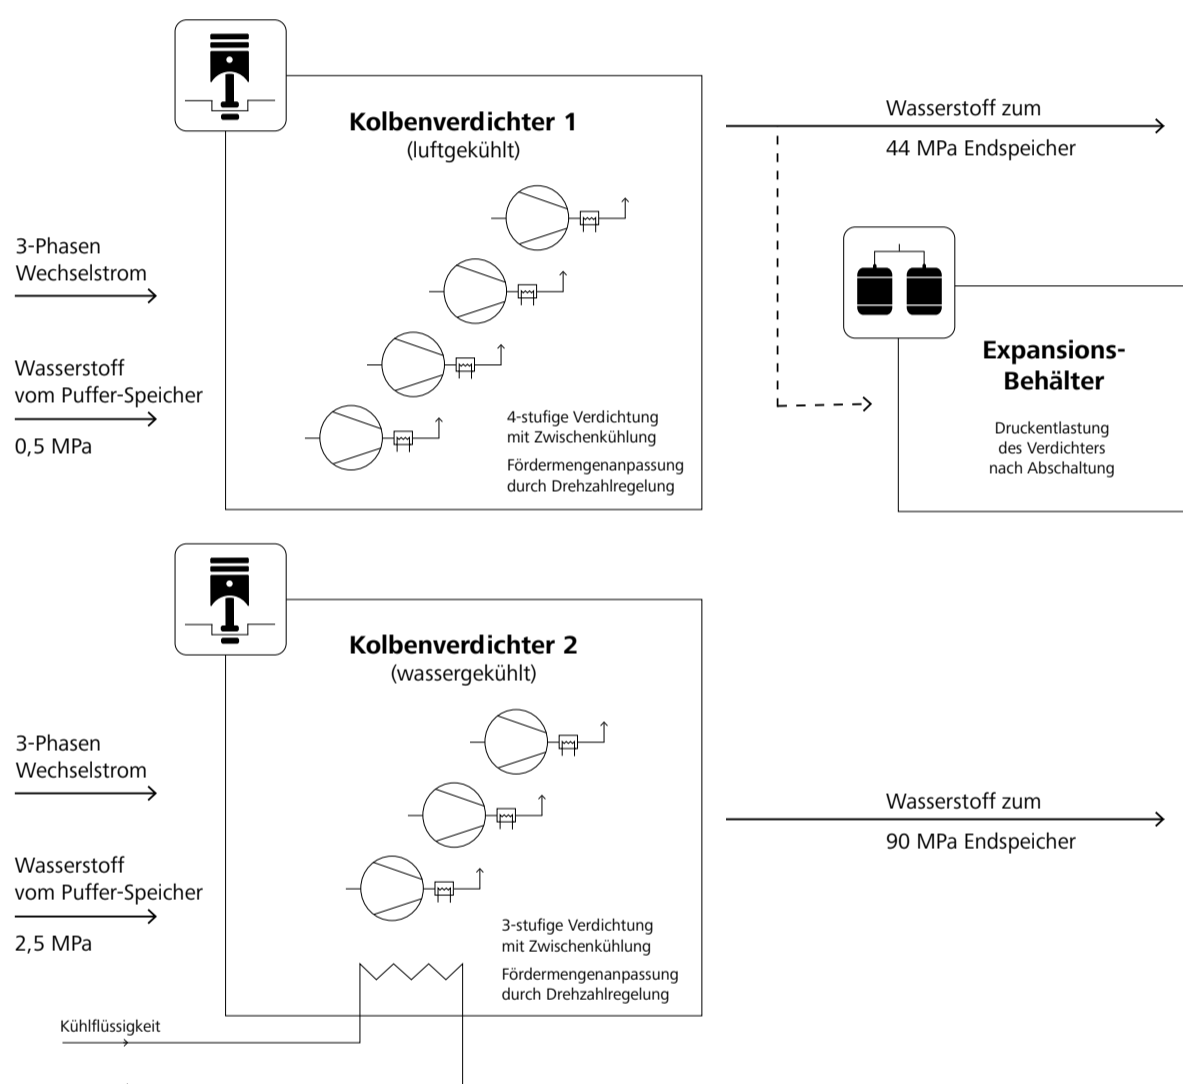 Kolbenverdichter 1
(luftgekühlt)
3-Phasen
Wechselstrom
Wasserstoff
vom Puffer-Speicher
0,5 MPa
4-stufige Verdichtung
mit Zwischenkühlung
Fördermengenanpassung
durch Drehzahlregelung
Wasserstoff zum
44 MPa Endspeicher
Expansions-
Behälter
Druckentlastung
des Verdichters
nach Abschaltung
Kolbenverdichter 2
(wassergekühlt)
3-Phasen
Wechselstrom
Wasserstoff
vom Puffer-Speicher
2,5 MPa
3-stufige Verdichtung
mit Zwischenkühlung
Fördermengenanpassung
durch Drehzahlregelung
Kühlflüssigkeit
Wasserstoff zum
90 MPa Endspeicher